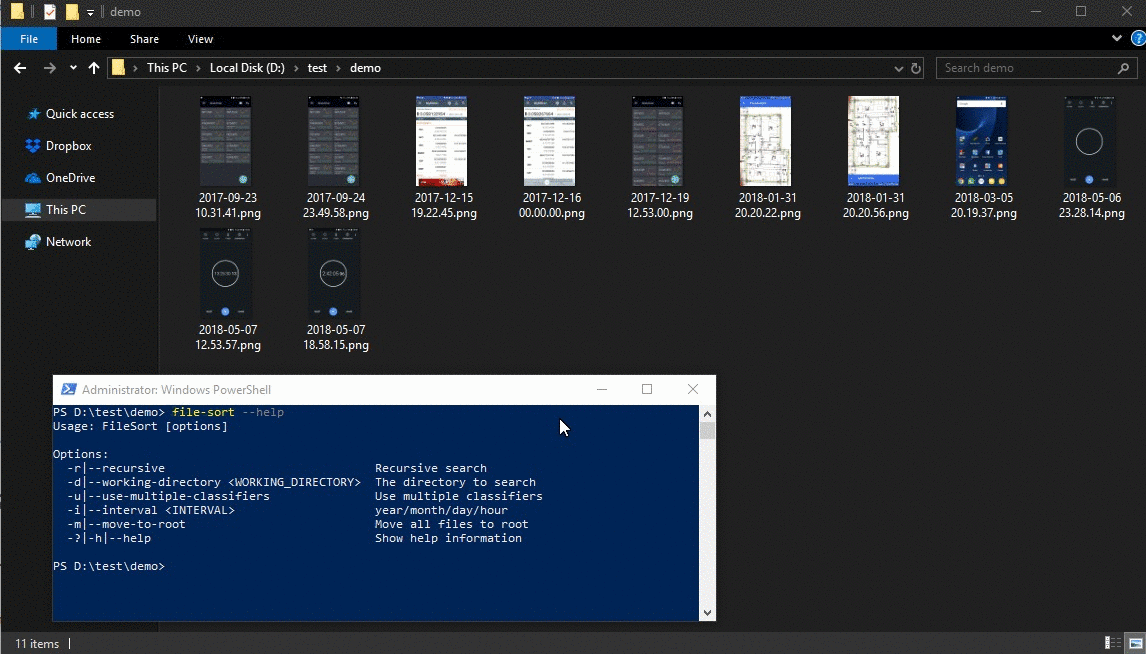 demo
File Home Share View
This PC Local Disk (D:) test demo
Search demo
Quick access
Dropbox
OneDrive
This PC
Network
2017-09-23 10.31.41.png
2017-09-24 23.49.58.png
2017-12-15 19.22.45.png
2017-12-16 00.00.00.png
2017-12-19 12.53.00.png
2018-01-31 20.20.22.png
2018-01-31 20.20.56.png
2018-03-05 20.19.37.png
2018-05-06 23.28.14.png
2018-05-07 12.53.57.png
2018-05-07 18.58.15.png
Administrator: Windows PowerShell
PS D:\test\demo> file-sort --help
Usage: FileSort [options]
Options:
-r|--recursive Recursive search
-d|--working-directory <WORKING_DIRECTORY> The directory to search
-u|--use-multiple-classifiers Use multiple classifiers
-i|--interval <INTERVAL> year/month/day/hour
-m|--move-to-root Move all files to root
-?|-h|--help Show help information
PS D:\test\demo>
11 items